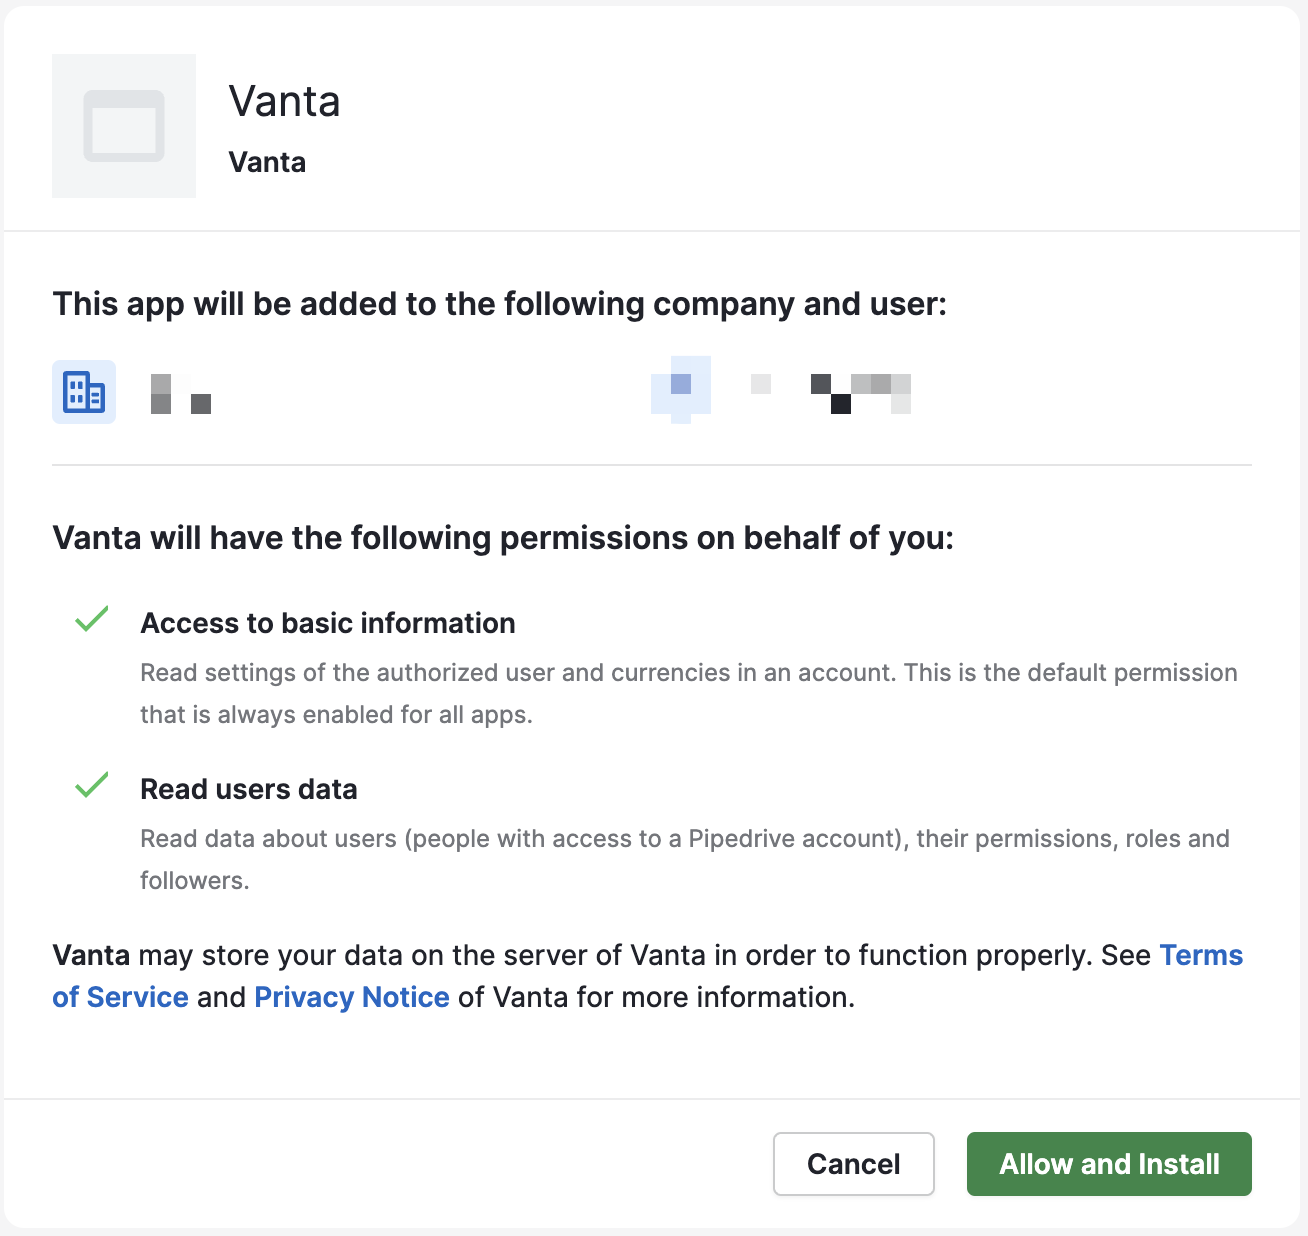 Vanta
Vanta
This app will be added to the following company and user:
Vanta will have the following permissions on behalf of you:
Access to basic information
Read settings of the authorized user and currencies in an account. This is the default permission
that is always enabled for all apps.
Read users data
Read data about users (people with access to a Pipedrive account), their permissions, roles and
followers.
Vanta may store your data on the server of Vanta in order to function properly. See Terms
of Service and Privacy Notice of Vanta for more information.
Cancel
Allow and Install